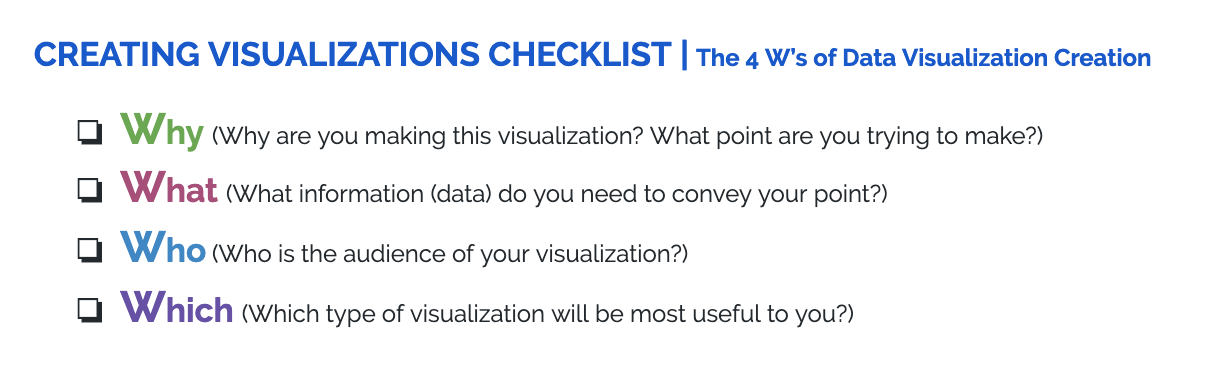 CREATING VISUALIZATIONS CHECKLIST | The 4 W's of Data Visualization Creation
Why (Why are you making this visualization? What point are you trying to make?)
What (What information (data) do you need to convey your point?)
Who (Who is the audience of your visualization?)
Which (Which type of visualization will be most useful to you?)